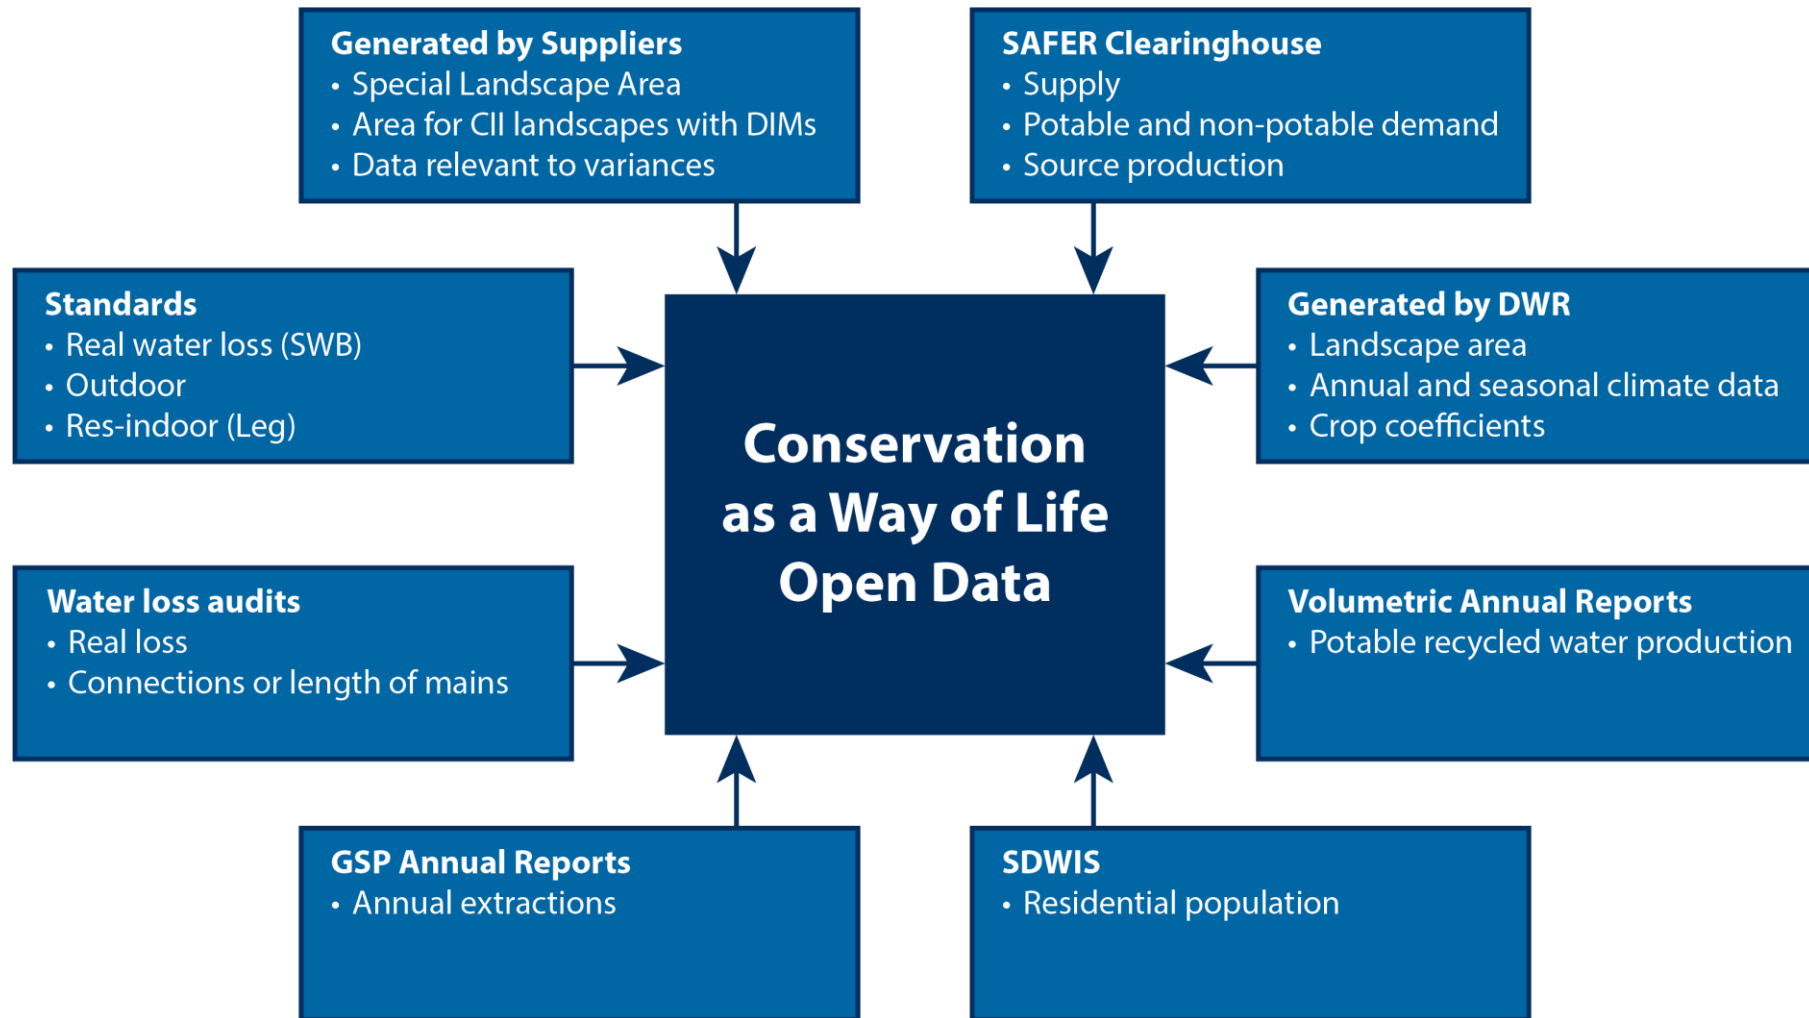 Generated by Suppliers
• Special Landscape Area
• Area for CII landscapes with DIMs
• Data relevant to variances
SAFER Clearinghouse
• Supply
• Potable and non-potable demand
• Source production
Standards
• Real water loss (SWB)
• Outdoor
• Res-indoor (Leg)
Generated by DWR
• Landscape area
• Annual and seasonal climate data
• Crop coefficients
Conservation
as a Way of Life
Open Data
Water loss audits
• Real loss
• Connections or length of mains
Volumetric Annual Reports
• Potable recycled water production
GSP Annual Reports
• Annual extractions
SDWIS
• Residential population